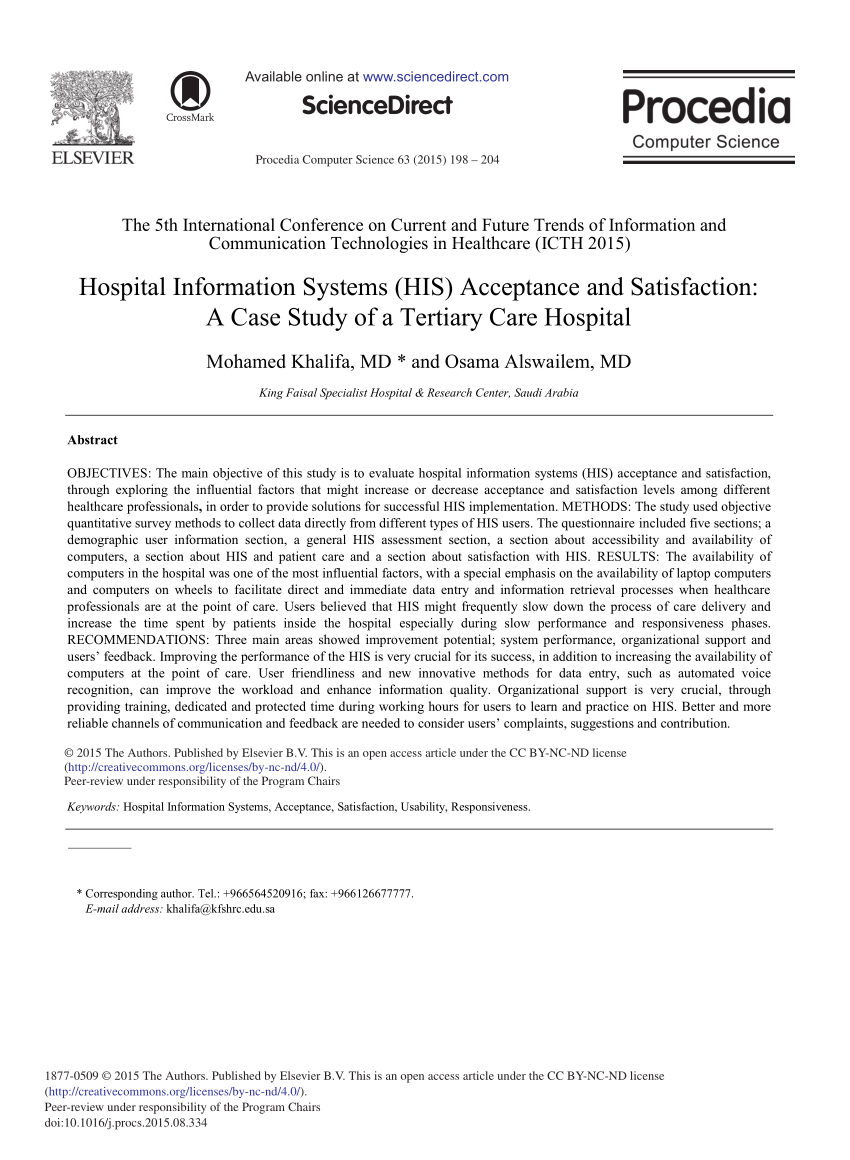 ELSEVIER
CrossMark
Available online at www.sciencedirect.com
ScienceDirect
Procedia Computer Science 63 (2015) 198 – 204
Procedia
Computer Science
The 5th International Conference on Current and Future Trends of Information and
Communication Technologies in Healthcare (ICTH 2015)
Hospital Information Systems (HIS) Acceptance and Satisfaction:
A Case Study of a Tertiary Care Hospital
Mohamed Khalifa, MD * and Osama Alswailem, MD
King Faisal Specialist Hospital & Research Center, Saudi Arabia
Abstract
OBJECTIVES: The main objective of this study is to evaluate hospital information systems (HIS) acceptance and satisfaction,
through exploring the influential factors that might increase or decrease acceptance and satisfaction levels among different
healthcare professionals, in order to provide solutions for successful HIS implementation. METHODS: The study used objective
quantitative survey methods to collect data directly from different types of HIS users. The questionnaire included five sections; a
demographic user information section, a general HIS assessment section, a section about accessibility and availability of
computers, a section about HIS and patient care and a section about satisfaction with HIS. RESULTS: The availability of
computers in the hospital was one of the most influential factors, with a special emphasis on the availability of laptop computers
and computers on wheels to facilitate direct and immediate data entry and information retrieval processes when healthcare
professionals are at the point of care. Users believed that HIS might frequently slow down the process of care delivery and
increase the time spent by patients inside the hospital especially during slow performance and responsiveness phases.
RECOMMENDATIONS: Three main areas showed improvement potential; system performance, organizational support and
users’ feedback. Improving the performance of the HIS is very crucial for its success, in addition to increasing the availability of
computers at the point of care. User friendliness and new innovative methods for data entry, such as automated voice
recognition, can improve the workload and enhance information quality. Organizational support is very crucial, through
providing training, dedicated and protected time during working hours for users to learn and practice on HIS. Better and more
reliable channels of communication and feedback are needed to consider users’ complaints, suggestions and contribution.
© 2015 The Authors. Published by Elsevier B.V. This is an open access article under the CC BY-NC-ND license
(http://creativecommons.org/licenses/by-nc-nd/4.0/).
Peer-review under responsibility of the Program Chairs
Keywords: Hospital Information Systems, Acceptance, Satisfaction, Usability, Responsiveness.
* Corresponding author. Tel.: +966564520916; fax: +966126677777.
E-mail address: khalifa@kfshrc.edu.sa
1877-0509 © 2015 The Authors. Published by Elsevier B.V. This is an open access article under the CC BY-NC-ND license
(http://creativecommons.org/licenses/by-nc-nd/4.0/).
Peer-review under responsibility of the Program Chairs
doi:10.1016/j.procs.2015.08.334